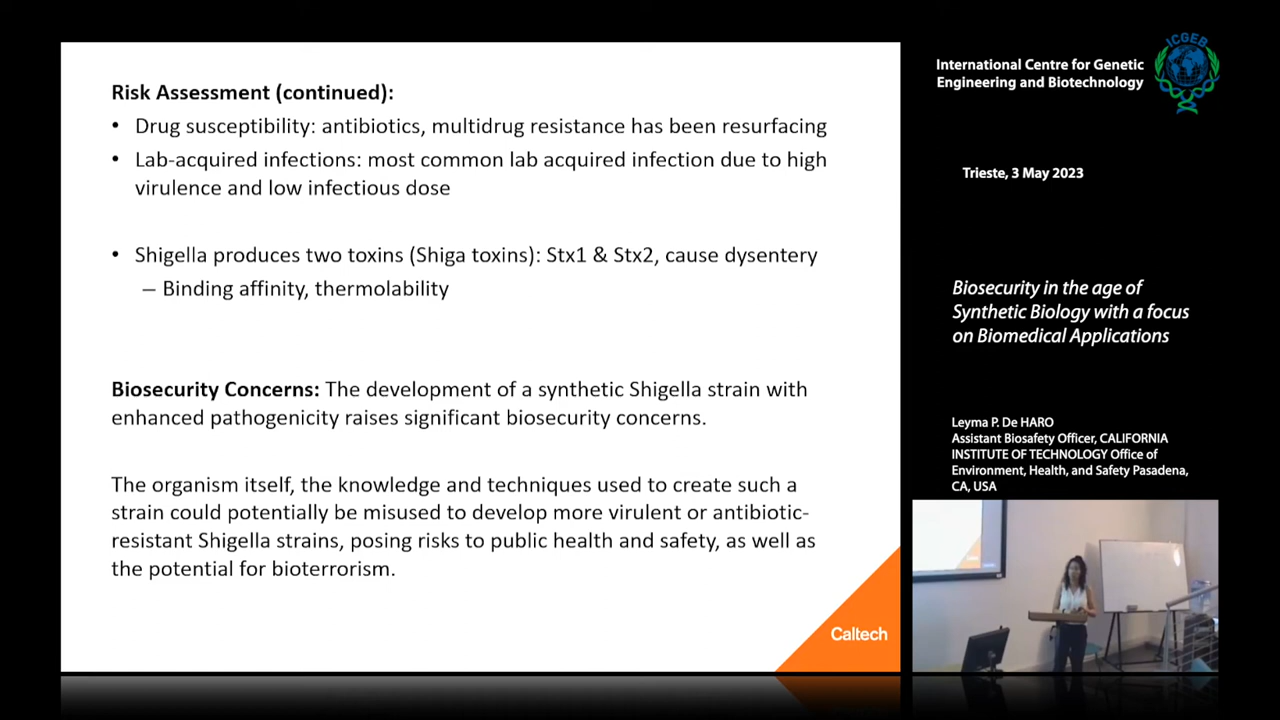 Risk Assessment (continued):
• Drug susceptibility: antibiotics, multidrug resistance has been resurfacing
• Lab-acquired infections: most common lab acquired infection due to high
virulence and low infectious dose
• Shigella produces two toxins (Shiga toxins): Stx1 & Stx2, cause dysentery
– Binding affinity, thermolability
Biosecurity Concerns: The development of a synthetic Shigella strain with
enhanced pathogenicity raises significant biosecurity concerns.
The organism itself, the knowledge and techniques used to create such a
strain could potentially be misused to develop more virulent or antibiotic-
resistant Shigella strains, posing risks to public health and safety, as well as
the potential for bioterrorism.
Caltech
International Centre for Genetic
Engineering and Biotechnology
ICGEB
Trieste, 3 May 2023
Biosecurity in the age of
Synthetic Biology with a focus
on Biomedical Applications
Leyma P. De HARO
Assistant Biosafety Officer, CALIFORNIA
INSTITUTE OF TECHNOLOGY Office of
Environment, Health, and Safety Pasadena,
CA, USA